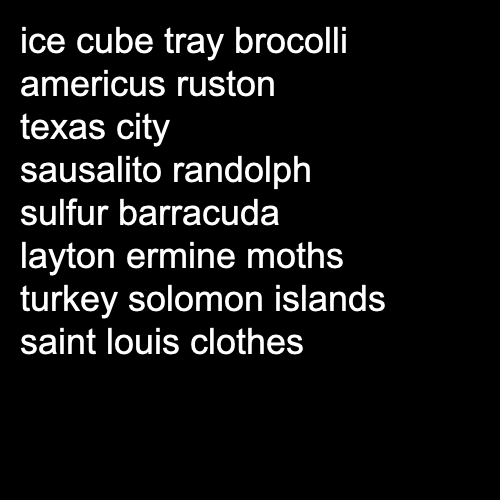 ice cube tray brocolli
americus ruston
texas city
sausalito randolph
sulfur barracuda
layton ermine moths
turkey solomon islands
saint louis clothes